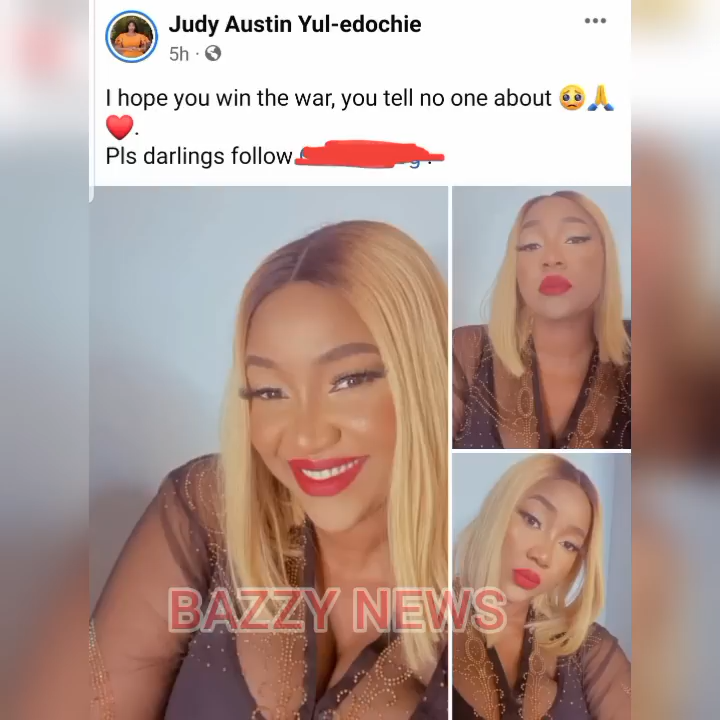 Judy Austin Yul-edochie
5h ·
I hope you win the war, you tell no one about 🥺🙏
❤️.
Pls darlings follow
BAZZY NEWS